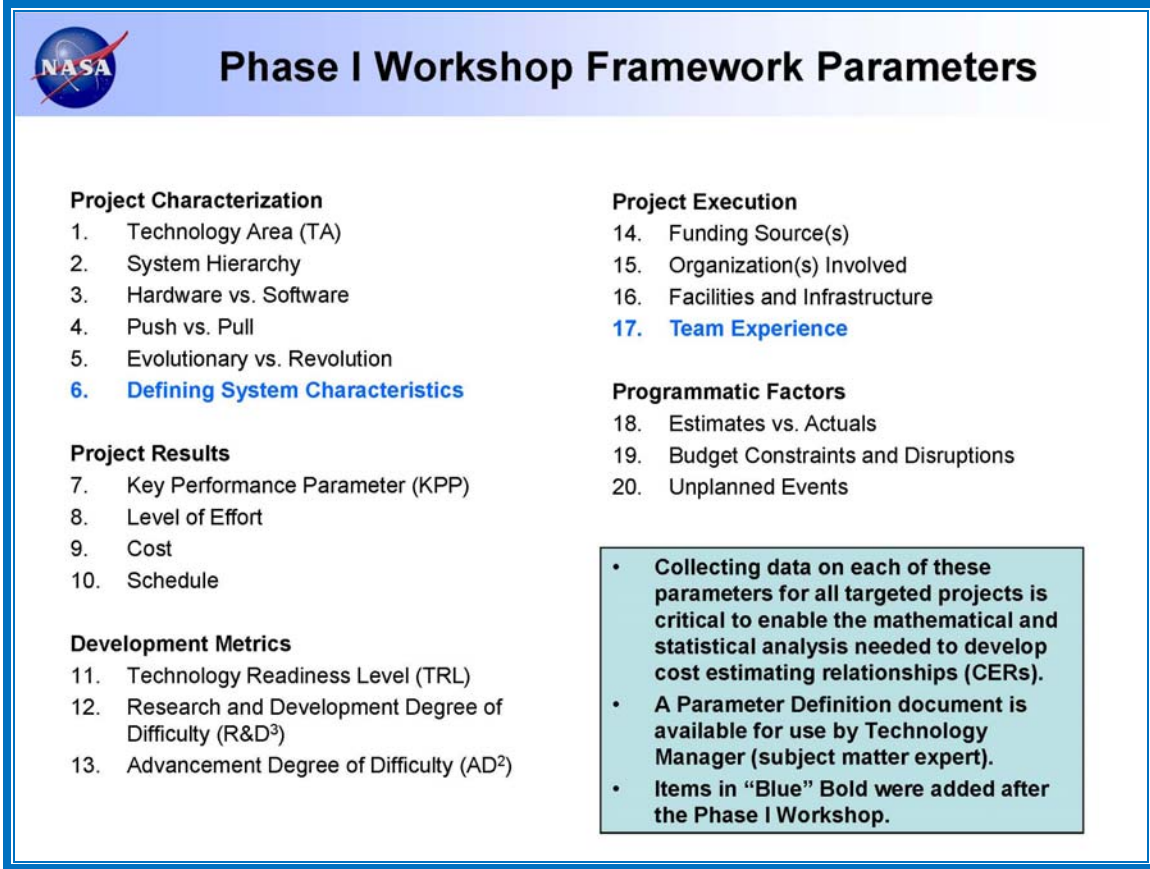 NASA
Phase I Workshop Framework Parameters
Project Characterization
1. Technology Area (TA)
2. System Hierarchy
3. Hardware vs. Software
4. Push vs. Pull
5. Evolutionary vs. Revolution
6. Defining System Characteristics
Project Results
7. Key Performance Parameter (KPP)
8. Level of Effort
9. Cost
10. Schedule
Development Metrics
11. Technology Readiness Level (TRL)
12. Research and Development Degree of
Difficulty (R&D³)
13. Advancement Degree of Difficulty (AD²)
Project Execution
14. Funding Source(s)
15. Organization(s) Involved
16. Facilities and Infrastructure
17. Team Experience
Programmatic Factors
18. Estimates vs. Actuals
19. Budget Constraints and Disruptions
20. Unplanned Events
• Collecting data on each of these
parameters for all targeted projects is
critical to enable the mathematical and
statistical analysis needed to develop
cost estimating relationships (CERs).
• A Parameter Definition document is
available for use by Technology
Manager (subject matter expert).
• Items in “Blue” Bold were added after
the Phase I Workshop.